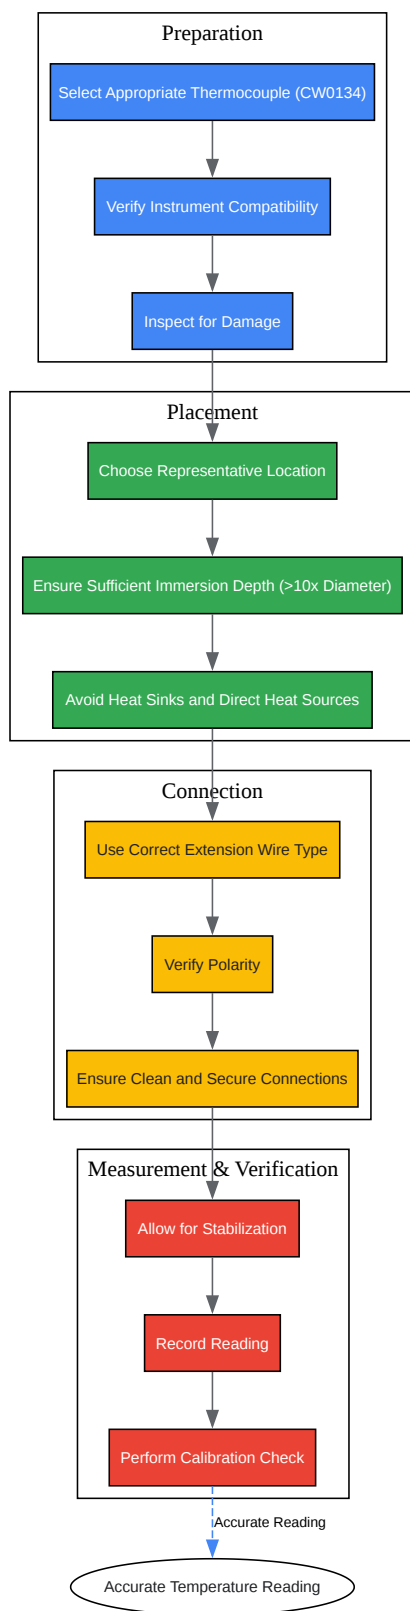 Preparation
Select Appropriate Thermocouple (CW0134)
Verify Instrument Compatibility
Inspect for Damage
Placement
Choose Representative Location
Ensure Sufficient Immersion Depth (>10x Diameter)
Avoid Heat Sinks and Direct Heat Sources
Connection
Use Correct Extension Wire Type
Verify Polarity
Ensure Clean and Secure Connections
Measurement & Verification
Allow for Stabilization
Record Reading
Perform Calibration Check
Accurate Reading
Accurate Temperature Reading